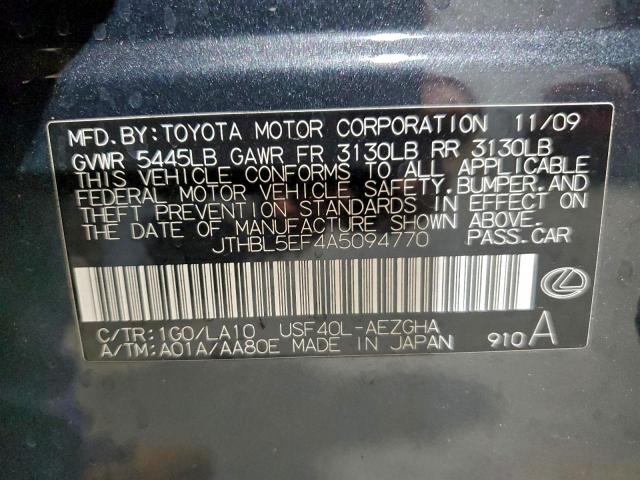 MFD.BY:TOYOTA MOTOR CORPORATION 11/09
GVWR 5445LB GAWR FR 3130LB RR 3130LB
THIS VEHICLE CONFORMS TO ALL APPLICABLE
FEDERAL MOTOR VEHICLE SAFETY,BUMPER,AND
THEFT PREVENTION STANDARDS IN EFFECT ON
THE DATE OF MANUFACTURE SHOWN ABOVE.
JTHBL5EF4A5094770 PASS.CAR
C/TR:1G0/LA10 USF40L-AEZGHA
A/TM:A01A/AA80E MADE IN JAPAN 910A